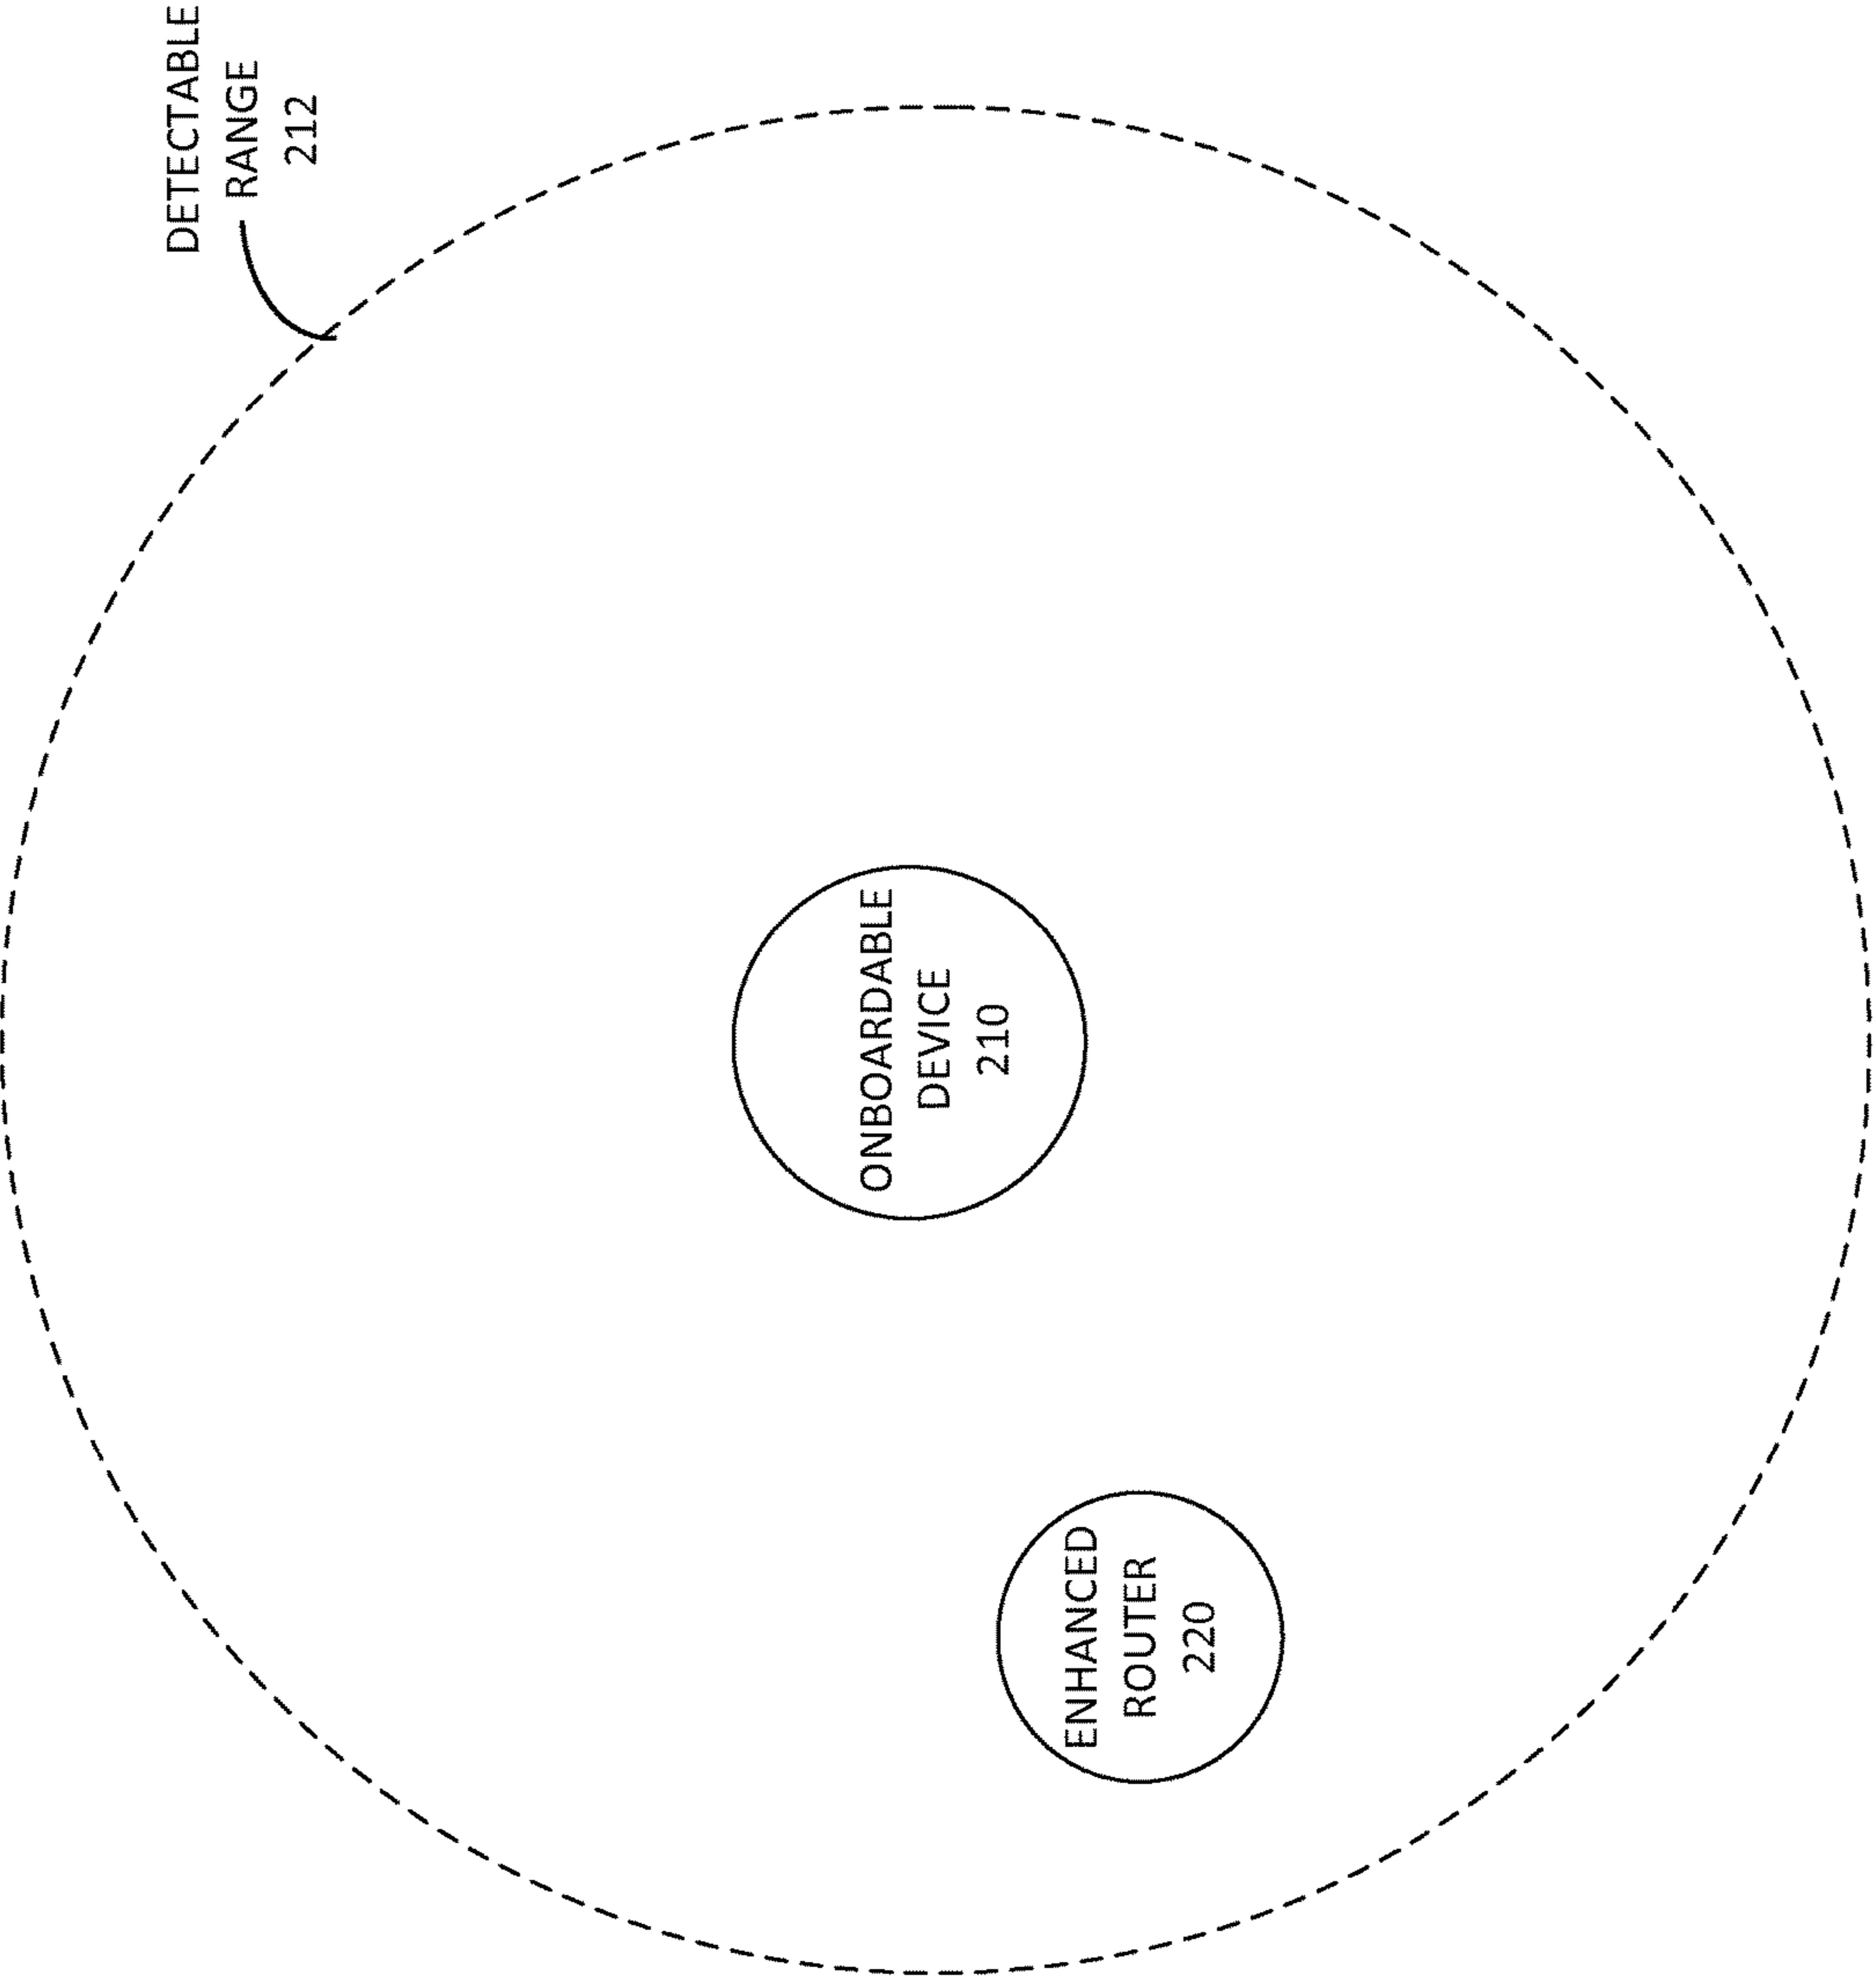 DETECTABLE
RANGE
212
ONBOARDABLE
DEVICE
210
ENHANCED
ROUTER
220